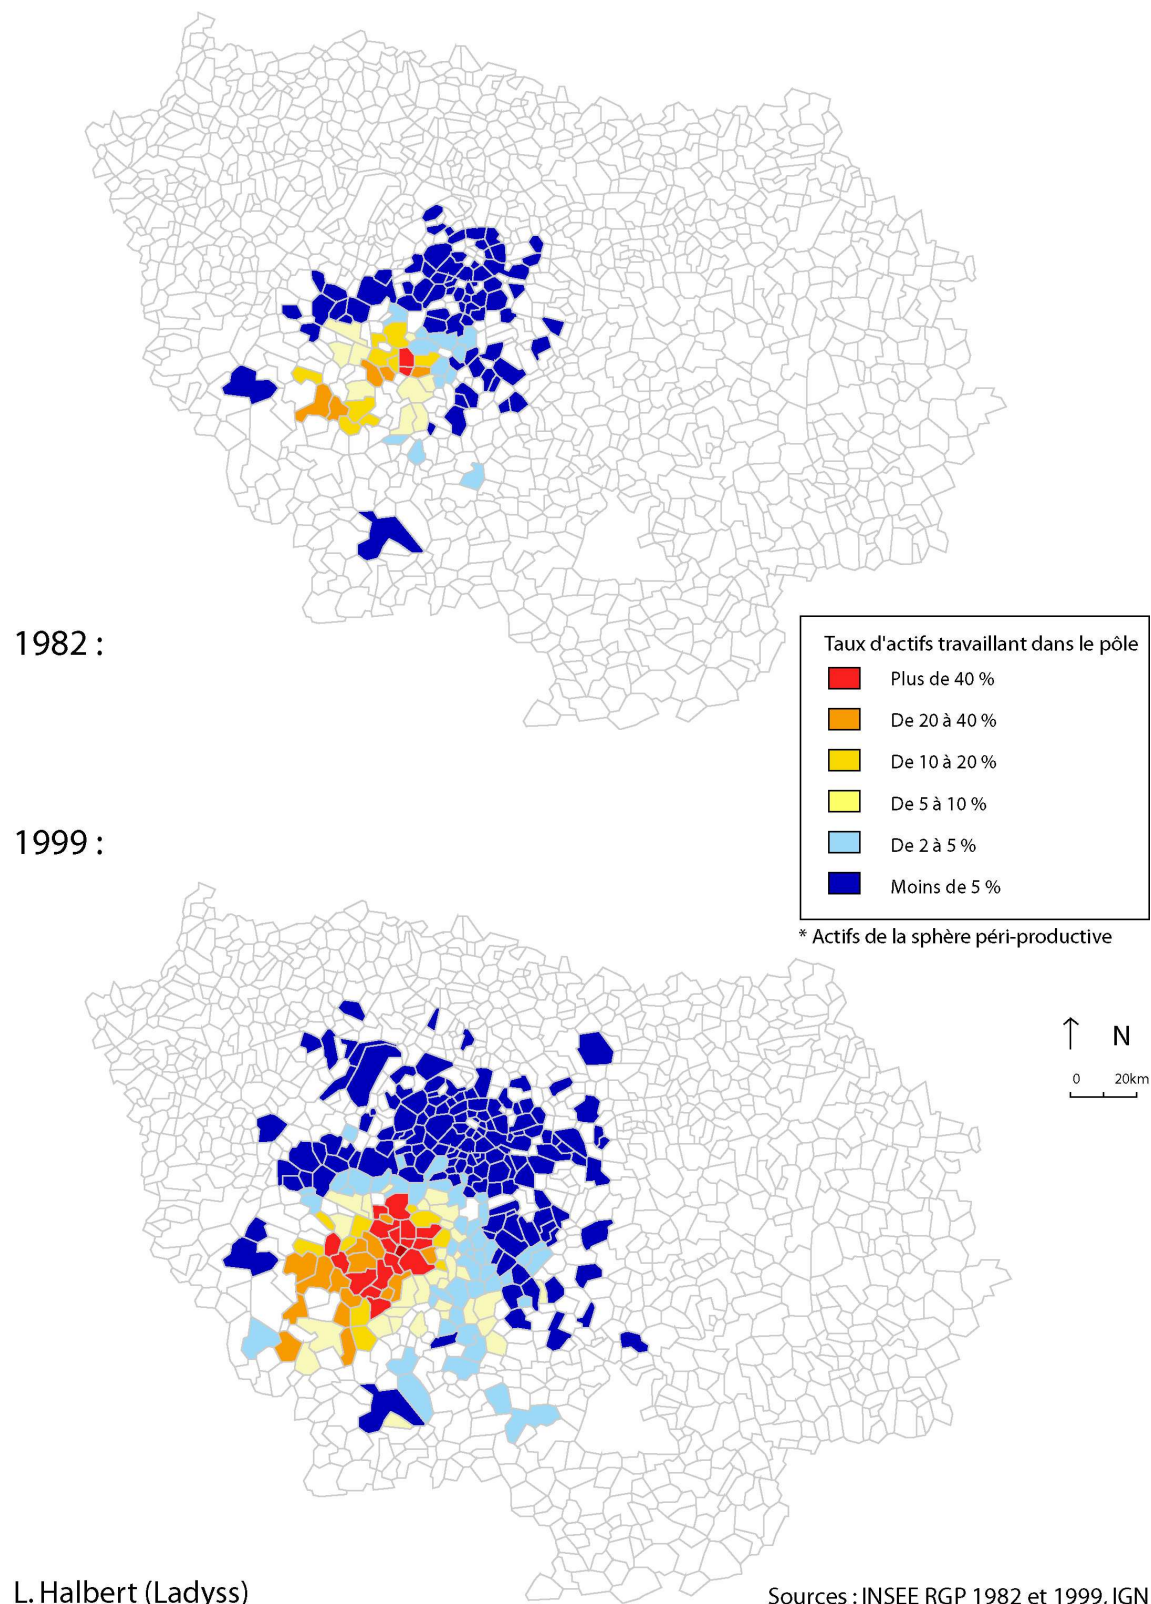 1982 :
Taux d'actifs travaillant dans le pôle
Plus de 40 %
De 20 à 40 %
De 10 à 20 %
De 5 à 10 %
De 2 à 5 %
Moins de 5 %
1999 :
* Actifs de la sphère péri-productive
N
0 20km
L. Halbert (Ladyss)
Sources : INSEE RGP 1982 et 1999, IGN